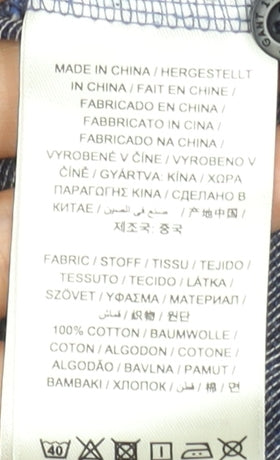 MADE IN CHINA / HERGESTELLT
IN CHINA / FAIT EN CHINE /
FABRICADO EN CHINA /
FABBRICATO IN CINA /
FABRICADO NA CHINA /
VYROBENÉ V ČÍNE / VYROBENO V
ČÍNĚ / GYÁRTVA: KÍNA / ΧΩΡΑ
ΠΑΡΑΓΩΓΗΣ ΚΙΝΑ / СДЕЛАНО В
КИТАЕ / صنع في الصين / 产地中国 /
제조국: 중국
FABRIC / STOFF / TISSU / TEJIDO /
TESSUTO / TECIDO / LÁTKA /
SZÖVET / ΥΦΑΣΜΑ / МАТЕРИАЛ /
قماش / 织物 / 원단
100% COTTON / BAUMWOLLE /
COTON / ALGODON / COTONE /
ALGODÃO / BAVLNA / PAMUT /
BAMBAKI / ХЛОПОК / قطن / 棉 / 면
40
GANT